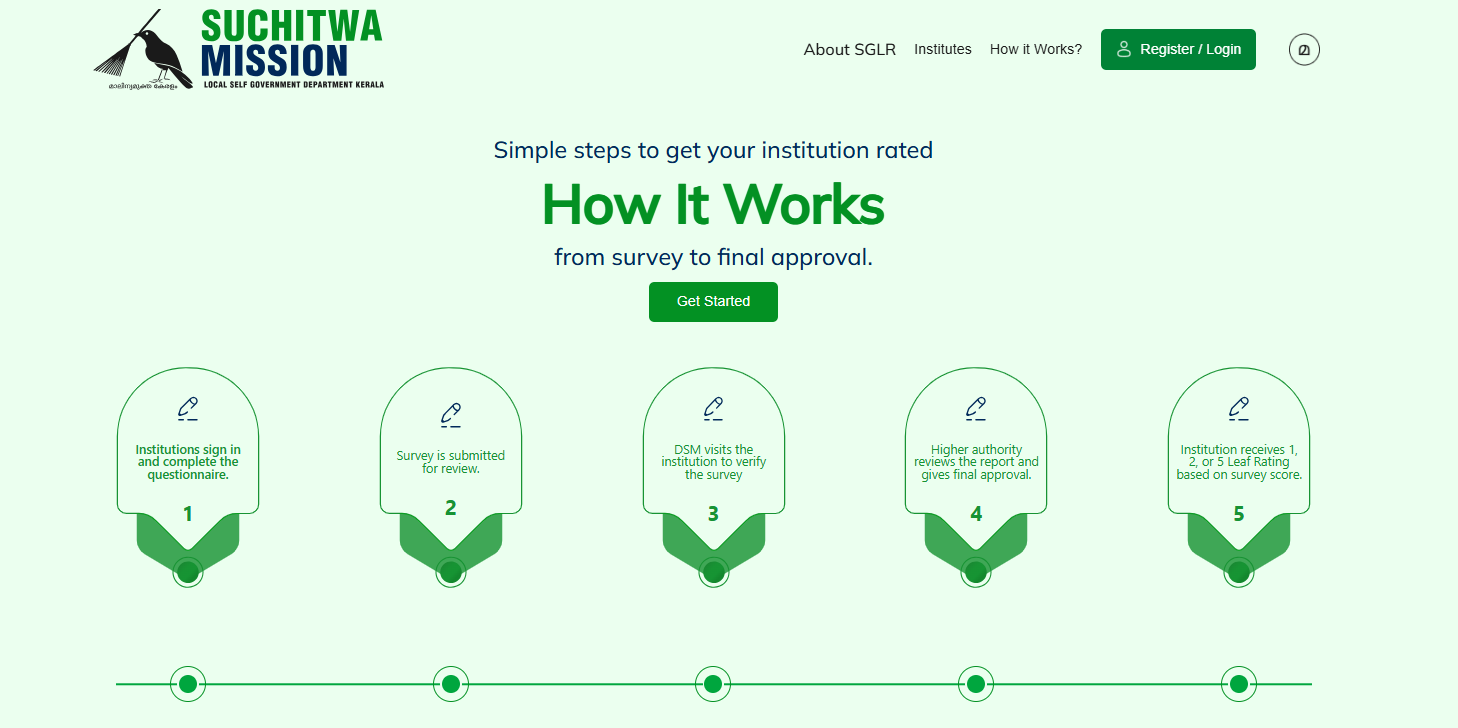 SUCHITWA
MISSION
LOCAL SELF GOVERNMENT DEPARTMENT KERALA
മാലിന്യമുക്ത കേരളം
About SGLR
Institutes
How it Works?
Register / Login
മ
Simple steps to get your institution rated
How It Works
from survey to final approval.
Get Started
Institutions sign in
and complete the
questionnaire.
1
Survey is submitted
for review.
2
DSM visits the
institution to verify
the survey
3
Higher authority
reviews the report and
gives final approval.
4
Institution receives 1,
2, or 5 Leaf Rating
based on survey score.
5